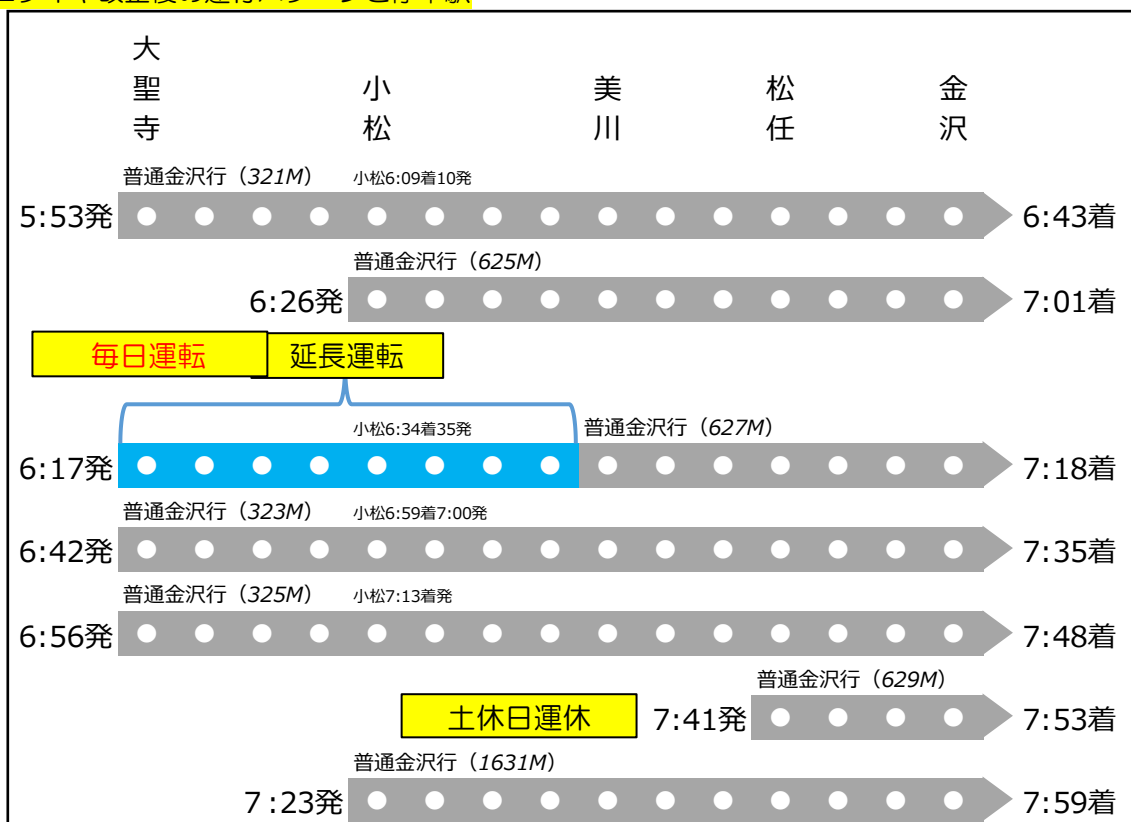 大聖寺 小松 美川 松任 金沢
普通金沢行（321M） 小松6:09着10発
5:53発 6:43着
普通金沢行（625M）
6:26発 7:01着
毎日運転 延長運転
小松6:34着35発 普通金沢行（627M）
6:17発 7:18着
普通金沢行（323M） 小松6:59着7:00発
6:42発 7:35着
普通金沢行（325M） 小松7:13着発
6:56発 7:48着
普通金沢行（629M）
土休日運休 7:41発 7:53着
普通金沢行（1631M）
7:23発 7:59着